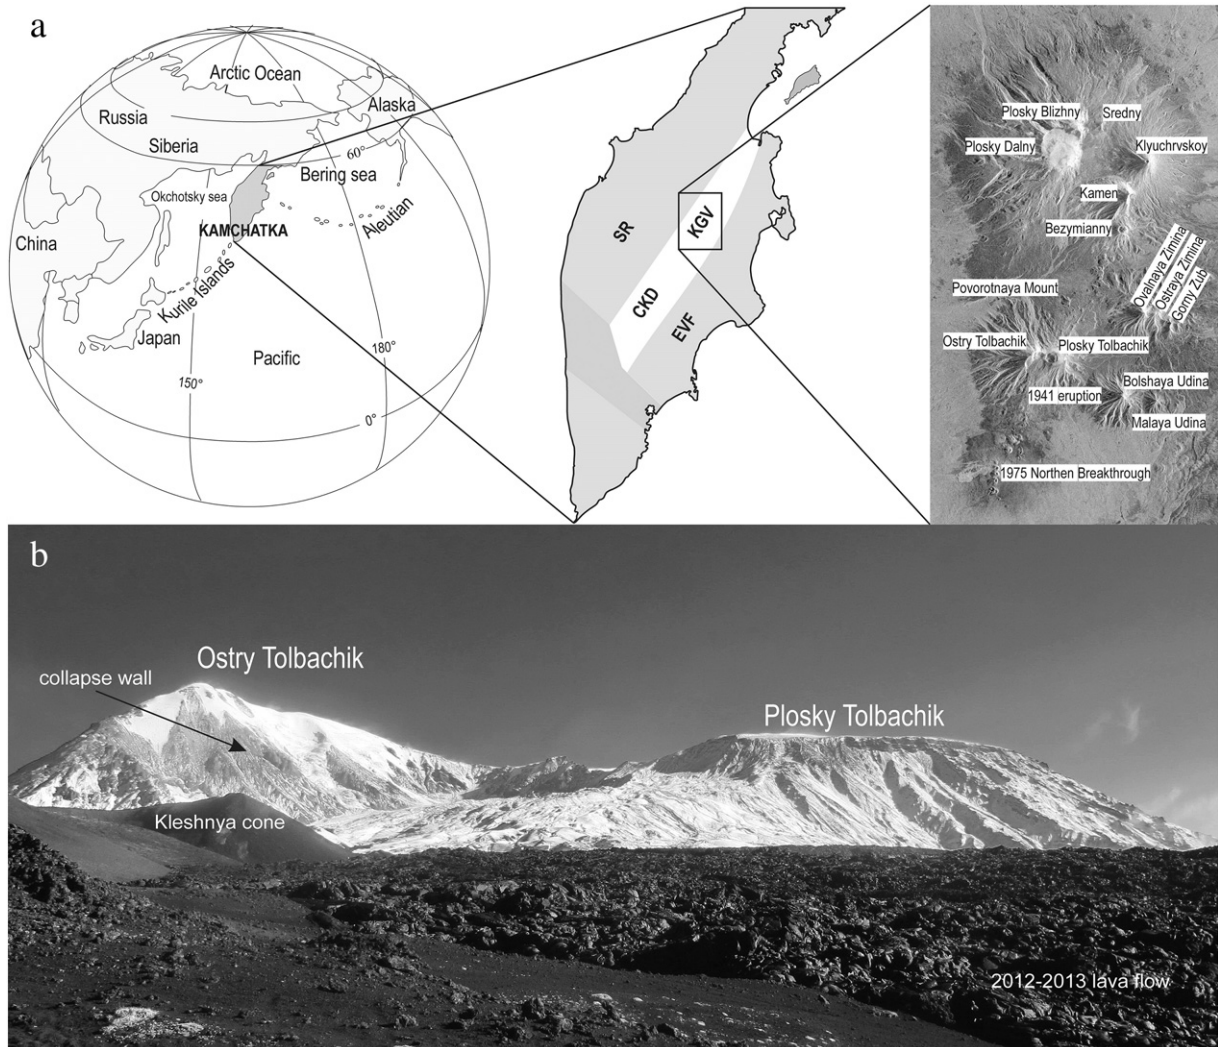 a
Arctic Ocean
Alaska
Russia
Siberia
60°
Bering sea
Okchotsky sea
Aleutian
KAMCHATKA
China
Kurile Islands
Japan
Pacific
180°
150°
0°
SR
KGV
CKD
EVF
Plosky Blizhny
Sredny
Plosky Dalny
Klyuchrvskoy
Kamen
Bezymianny
Ovalnaya Zimina
Ostraya Zimina
Gorny Zub
Povorotnaya Mount
Ostry Tolbachik
Plosky Tolbachik
Bolshaya Udina
1941 eruption
Malaya Udina
1975 Northen Breakthrough
b
Ostry Tolbachik
collapse wall
Plosky Tolbachik
Kleshnya cone
2012-2013 lava flow